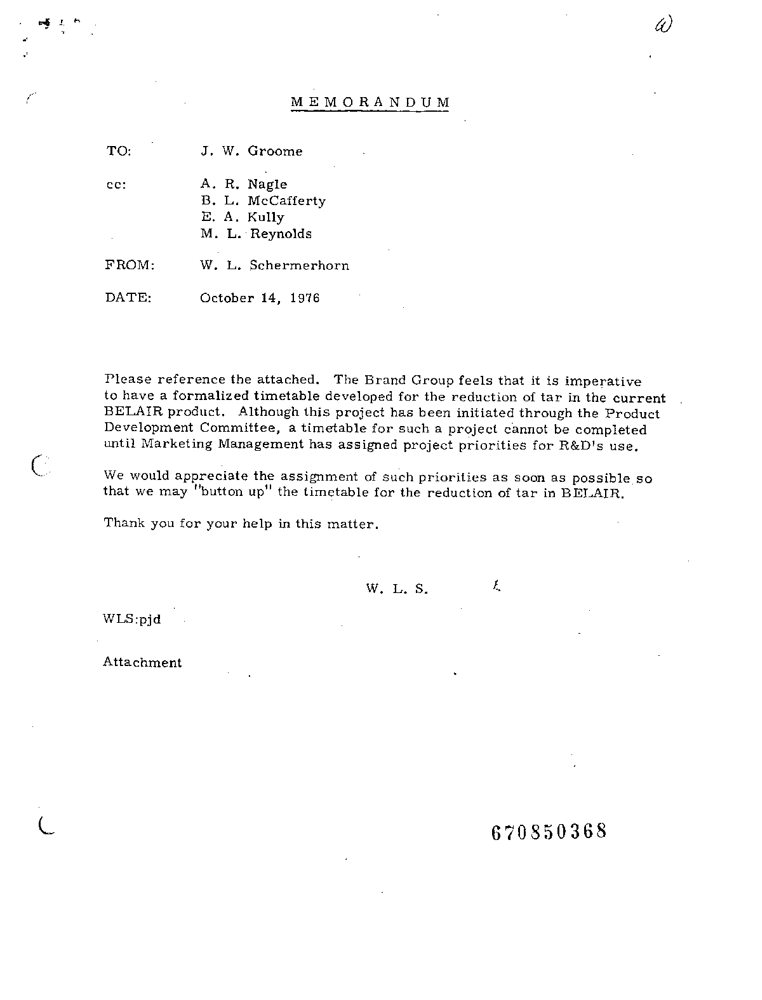 MEMORANDUM
TO: J. W. Groome
cc: A. R. Nagle
B. L. McCafferty
E. A. Kully
M. L. Reynolds
FROM: W. L. Schermerhorn
DATE: October 14, 1976
Please reference the attached. The Brand Group feels that it is imperative
to have a formalized timetable developed for the reduction of tar in the current
BELAIR product. Although this project has been initiated through the Product
Development Committee, a timetable for such a project cannot be completed
until Marketing Management has assigned project priorities for R&D's use.
We would appreciate the assignment of such priorities as soon as possible so
that we may "button up" the timetable for the reduction of tar in BELAIR.
Thank you for your help in this matter.
W. L. S.
WLS:pjd
Attachment
670850368